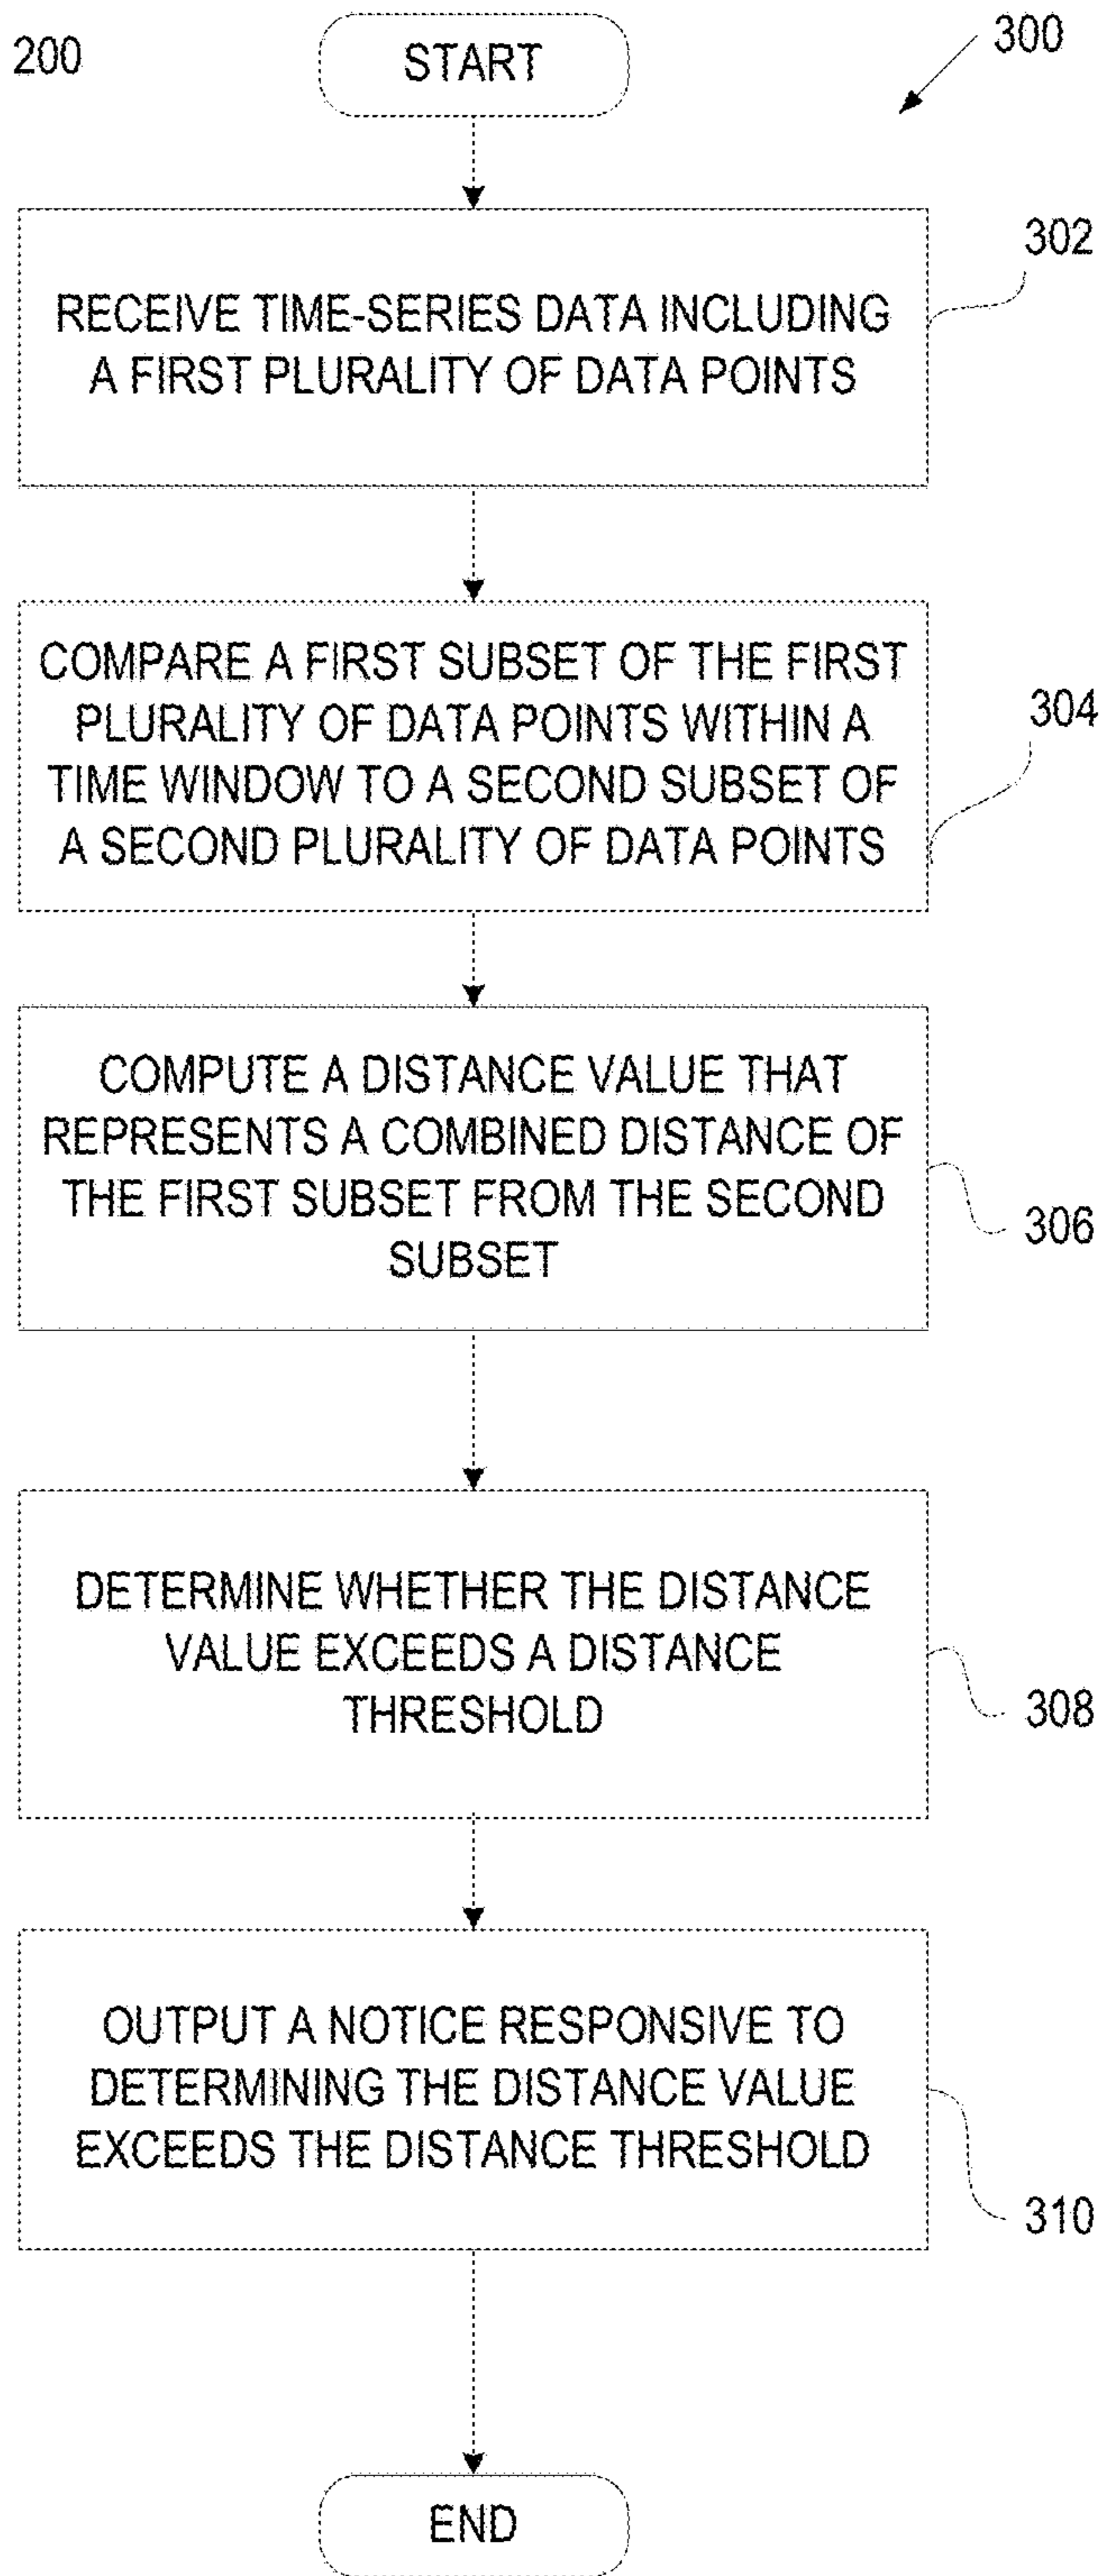 200
START
300
RECEIVE TIME-SERIES DATA INCLUDING
A FIRST PLURALITY OF DATA POINTS
302
COMPARE A FIRST SUBSET OF THE FIRST
PLURALITY OF DATA POINTS WITHIN A
TIME WINDOW TO A SECOND SUBSET OF
A SECOND PLURALITY OF DATA POINTS
304
COMPUTE A DISTANCE VALUE THAT
REPRESENTS A COMBINED DISTANCE OF
THE FIRST SUBSET FROM THE SECOND
SUBSET
306
DETERMINE WHETHER THE DISTANCE
VALUE EXCEEDS A DISTANCE
THRESHOLD
308
OUTPUT A NOTICE RESPONSIVE TO
DETERMINING THE DISTANCE VALUE
EXCEEDS THE DISTANCE THRESHOLD
310
END